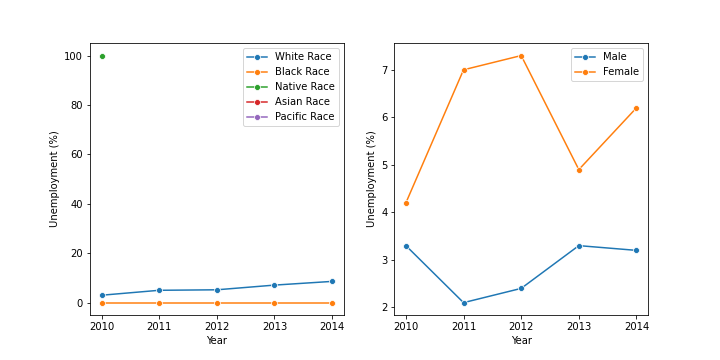 100
80
60
40
20
0
Unemployment (%)
2010 2011 2012 2013 2014
Year
White Race
Black Race
Native Race
Asian Race
Pacific Race
7
6
5
4
3
2
Unemployment (%)
2010 2011 2012 2013 2014
Year
Male
Female